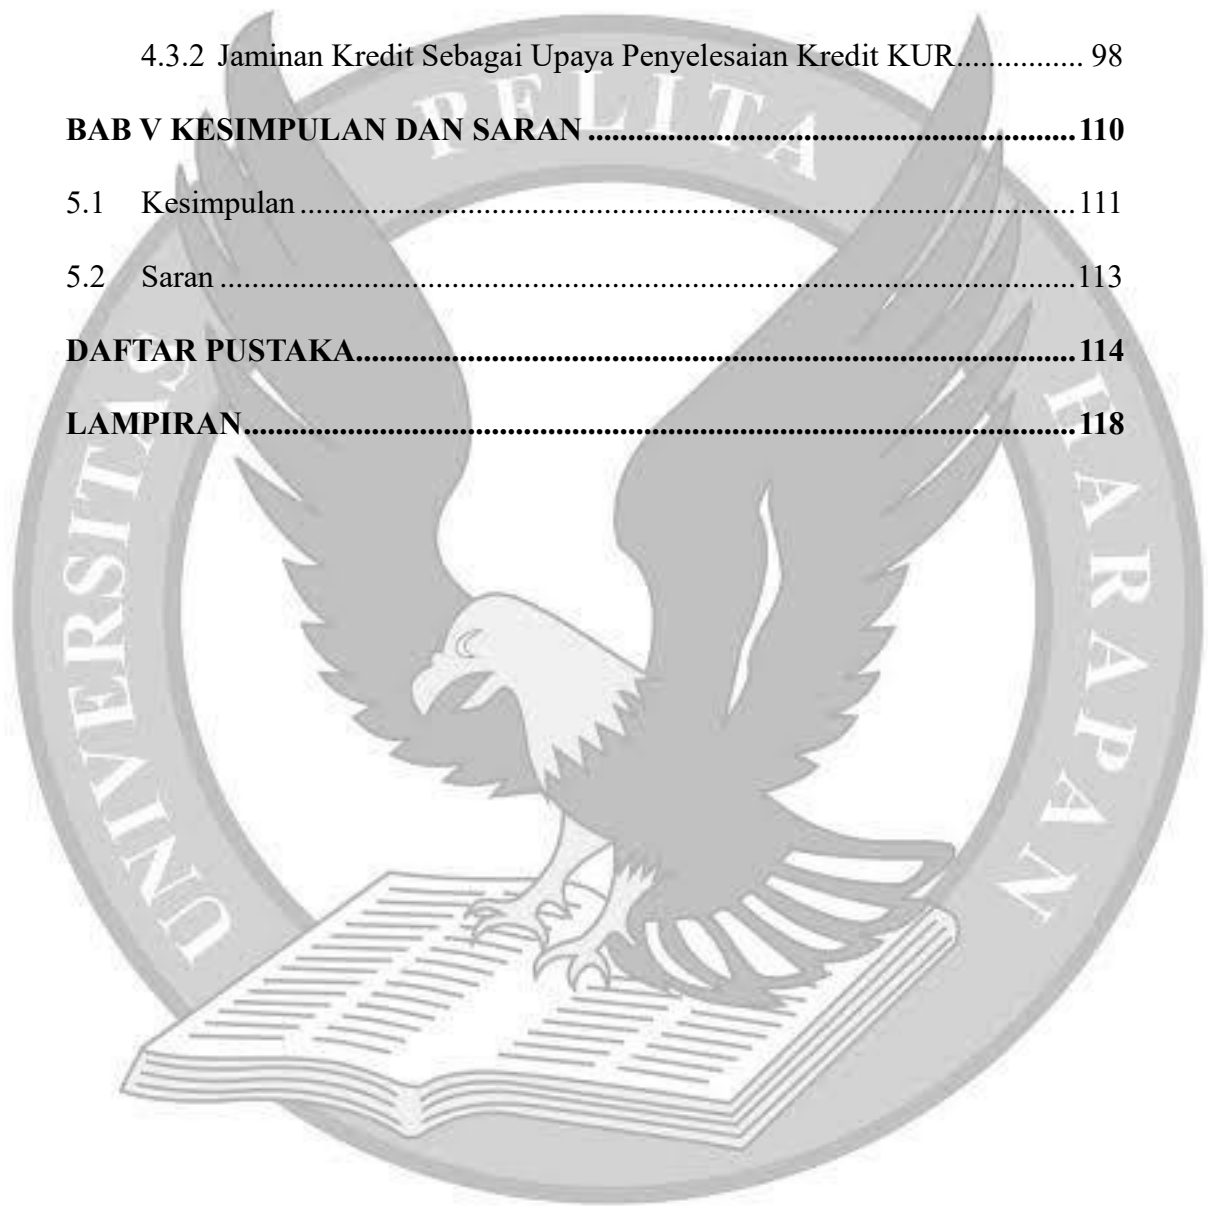 4.3.2 Jaminan Kredit Sebagai Upaya Penyelesaian Kredit KUR................ 98
BAB V KESIMPULAN DAN SARAN ............................................................. 110
5.1 Kesimpulan ................................................................................................. 111
5.2 Saran ........................................................................................................... 113
DAFTAR PUSTAKA.......................................................................................... 114
LAMPIRAN........................................................................................................ 118
UNIVERSITAS PELITA HARAPAN